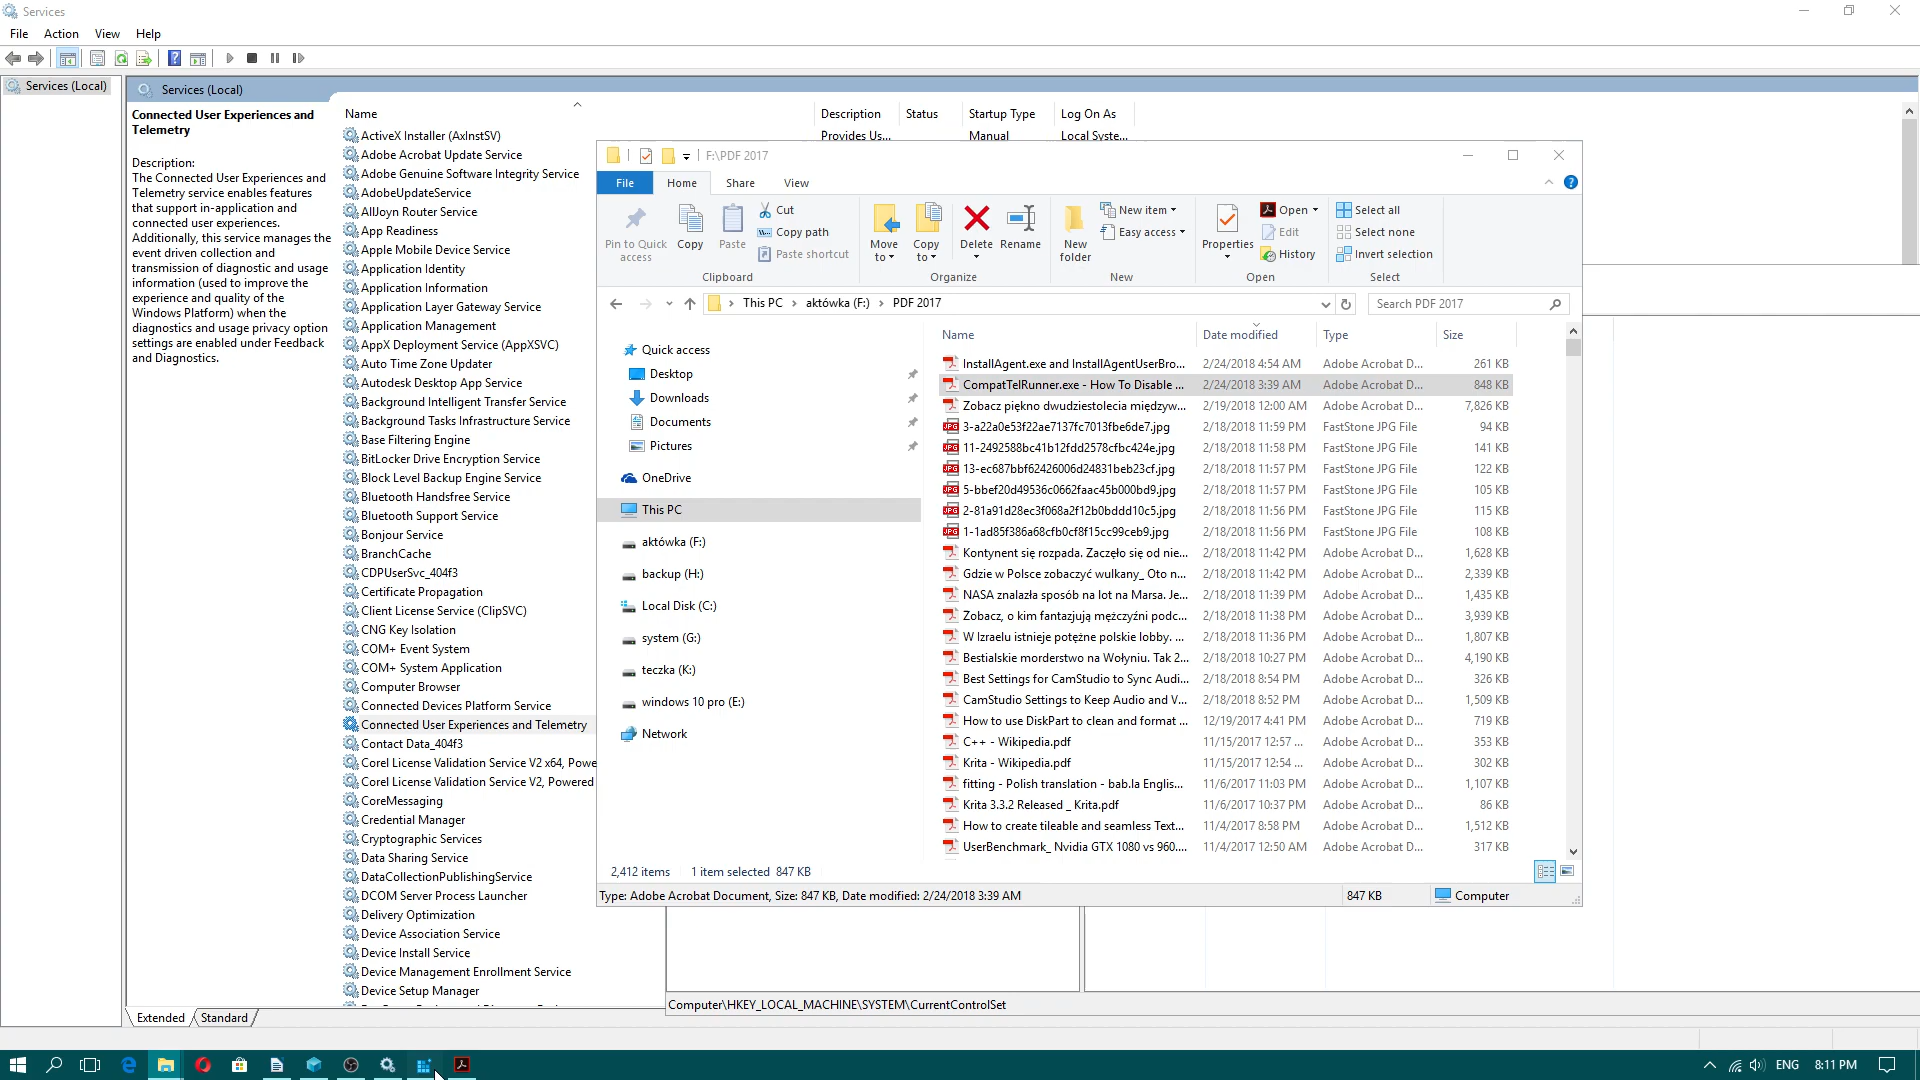 Services
File Action View Help
Services (Local)
Services (Local)
Connected User Experiences and
Telemetry
Description:
The Connected User Experiences and
Telemetry service enables features
that support in-application and
connected user experiences.
Additionally, this service manages the
event driven collection and
transmission of diagnostic and usage
information (used to improve the
experience and quality of the
Windows Platform) when the
diagnostics and usage privacy option
settings are enabled under Feedback
and Diagnostics.
Name Description Status Startup Type Log On As
ActiveX Installer (AxInstSV) Provides Us... Manual Local Syste...
Adobe Acrobat Update Service
Adobe Genuine Software Integrity Service
AdobeUpdateService
AllJoyn Router Service
App Readiness
Apple Mobile Device Service
Application Identity
Application Information
Application Layer Gateway Service
Application Management
AppX Deployment Service (AppXSVC)
Auto Time Zone Updater
Autodesk Desktop App Service
Background Intelligent Transfer Service
Background Tasks Infrastructure Service
Base Filtering Engine
BitLocker Drive Encryption Service
Block Level Backup Engine Service
Bluetooth Handsfree Service
Bluetooth Support Service
Bonjour Service
BranchCache
CDPUserSvc_404f3
Certificate Propagation
Client License Service (ClipSVC)
CNG Key Isolation
COM+ Event System
COM+ System Application
Computer Browser
Connected Devices Platform Service
Connected User Experiences and Telemetry
Contact Data_404f3
Corel License Validation Service V2 x64, Powe
Corel License Validation Service V2, Powered
CoreMessaging
Credential Manager
Cryptographic Services
Data Sharing Service
DataCollectionPublishingService
DCOM Server Process Launcher
Delivery Optimization
Device Association Service
Device Install Service
Device Management Enrollment Service
Device Setup Manager
Extended Standard
F:\PDF 2017
File Home Share View
Pin to Quick access
Copy
Paste
Cut
Copy path
Paste shortcut
Clipboard
Move to
Copy to
Delete
Rename
Organize
New folder
New item
Easy access
New
Properties
Open
Edit
History
Open
Select all
Select none
Invert selection
Select
This PC aktówka (F:) PDF 2017
Search PDF 2017
Quick access
Desktop
Downloads
Documents
Pictures
OneDrive
This PC
aktówka (F:)
backup (H:)
Local Disk (C:)
system (G:)
teczka (K:)
windows 10 pro (E:)
Network
Name Date modified Type Size
InstallAgent.exe and InstallAgentUserBro... 2/24/2018 4:54 AM Adobe Acrobat D... 261 KB
CompatTelRunner.exe - How To Disable ... 2/24/2018 3:39 AM Adobe Acrobat D... 848 KB
Zobacz piękno dwudziestolecia międzyw... 2/19/2018 12:00 AM Adobe Acrobat D... 7,826 KB
3-a22a0e53f22ae7137fc7013fbe6de7.jpg 2/18/2018 11:59 PM FastStone JPG File 94 KB
11-2492588bc41b12fdd2578cfbc424e.jpg 2/18/2018 11:58 PM FastStone JPG File 141 KB
13-ec687bbf62426006d24831beb23cf.jpg 2/18/2018 11:57 PM FastStone JPG File 122 KB
5-bbef20d49536c0662faac45b000bd9.jpg 2/18/2018 11:57 PM FastStone JPG File 105 KB
2-81a91d28ec3f068a2f12b0bddd10c5.jpg 2/18/2018 11:56 PM FastStone JPG File 115 KB
1-1ad85f386a68cfb0cf8f15cc99ceb9.jpg 2/18/2018 11:56 PM FastStone JPG File 108 KB
Kontynent się rozpada. Zaczęło się od nie... 2/18/2018 11:42 PM Adobe Acrobat D... 1,628 KB
Gdzie w Polsce zobaczyć wulkany_ Oto n... 2/18/2018 11:42 PM Adobe Acrobat D... 2,339 KB
NASA znalazła sposób na lot na Marsa. Je... 2/18/2018 11:39 PM Adobe Acrobat D... 1,435 KB
Zobacz, o kim fantazjują mężczyźni podc... 2/18/2018 11:38 PM Adobe Acrobat D... 3,939 KB
W Izraelu istnieje potężne polskie lobby. ... 2/18/2018 11:36 PM Adobe Acrobat D... 1,807 KB
Bestialskie morderstwo na Wołyniu. Tak 2... 2/18/2018 10:27 PM Adobe Acrobat D... 4,190 KB
Best Settings for CamStudio to Sync Audi... 2/18/2018 8:54 PM Adobe Acrobat D... 326 KB
CamStudio Settings to Keep Audio and V... 2/18/2018 8:52 PM Adobe Acrobat D... 1,509 KB
How to use DiskPart to clean and format ... 12/19/2017 4:41 PM Adobe Acrobat D... 719 KB
C++ - Wikipedia.pdf 11/15/2017 12:57 ... Adobe Acrobat D... 353 KB
Krita - Wikipedia.pdf 11/15/2017 12:54 ... Adobe Acrobat D... 302 KB
fitting - Polish translation - bab.la Englis... 11/6/2017 11:03 PM Adobe Acrobat D... 1,107 KB
Krita 3.3.2 Released _ Krita.pdf 11/6/2017 10:37 PM Adobe Acrobat D... 86 KB
How to create tileable and seamless Text... 11/4/2017 8:58 PM Adobe Acrobat D... 1,512 KB
UserBenchmark_ Nvidia GTX 1080 vs 960.... 11/4/2017 12:50 AM Adobe Acrobat D... 317 KB
2,412 items 1 item selected 847 KB
Type: Adobe Acrobat Document, Size: 847 KB, Date modified: 2/24/2018 3:39 AM 847 KB Computer
Computer\HKEY_LOCAL_MACHINE\SYSTEM\CurrentControlSet
ENG 8:11 PM